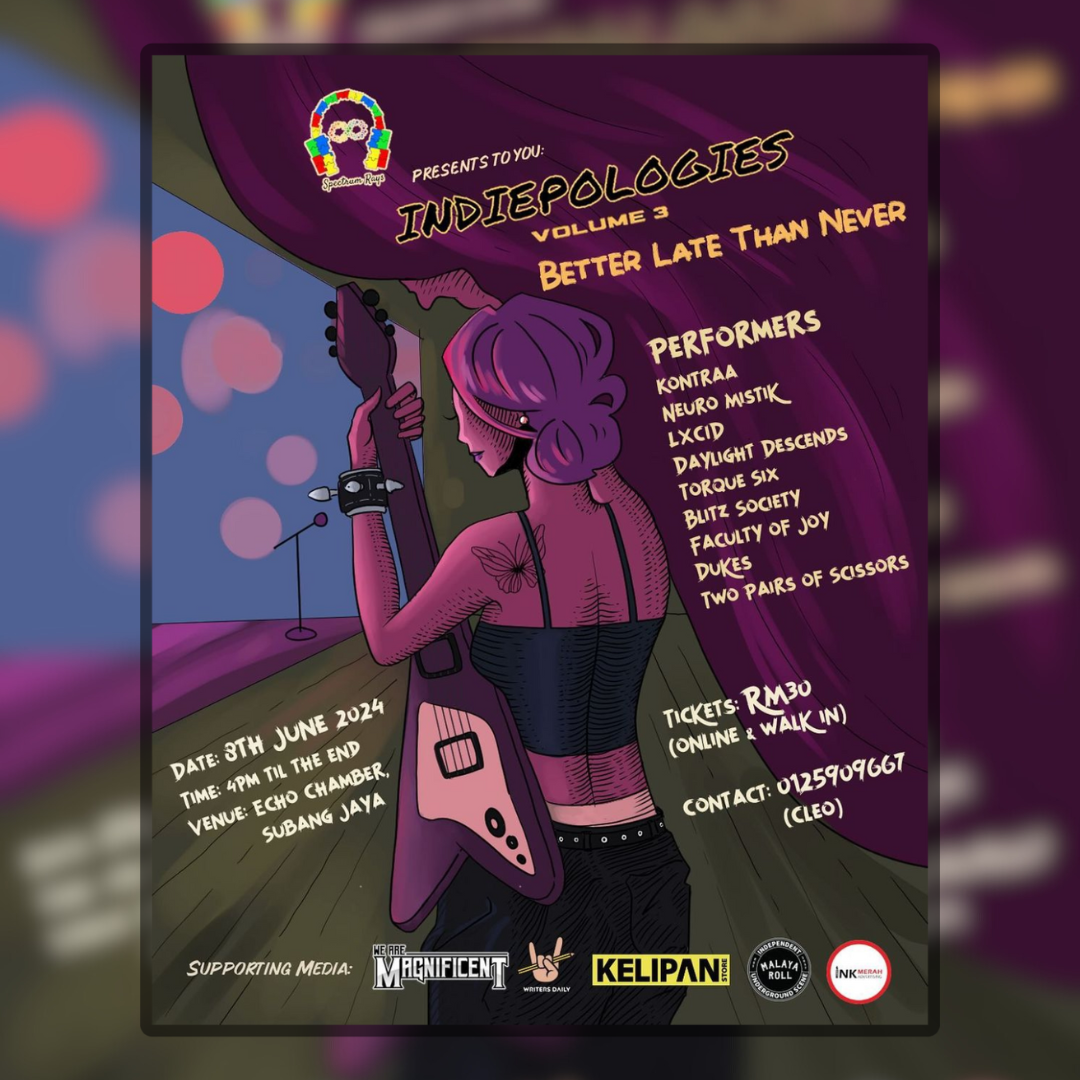 Spectrum Rays
PRESENTS TO YOU:
INDIEPOLOGIES
VOLUME 3
BETTER LATE THAN NEVER
PERFORMERS
KONTRAA
NEURO MISTIK
LXCID
DAYLIGHT DESCENDS
TORQUE SIX
BLITZ SOCIETY
FACULTY OF JOY
DUKES
TWO PAIRS OF SCISSORS
DATE: 8TH JUNE 2024
TIME: 4PM TIL THE END
VENUE: ECHO CHAMBER,
SUBANG JAYA
TICKETS: RM30
(ONLINE & WALK IN)
CONTACT: 0125909667
(CLEO)
SUPPORTING MEDIA:
WE ARE
MAGNIFICENT
WRITERS DAILY
KELIPAN
STORE
INDEPENDENT
MALAYA
ROLL
UNDERGROUND SCENE
INKMERAH